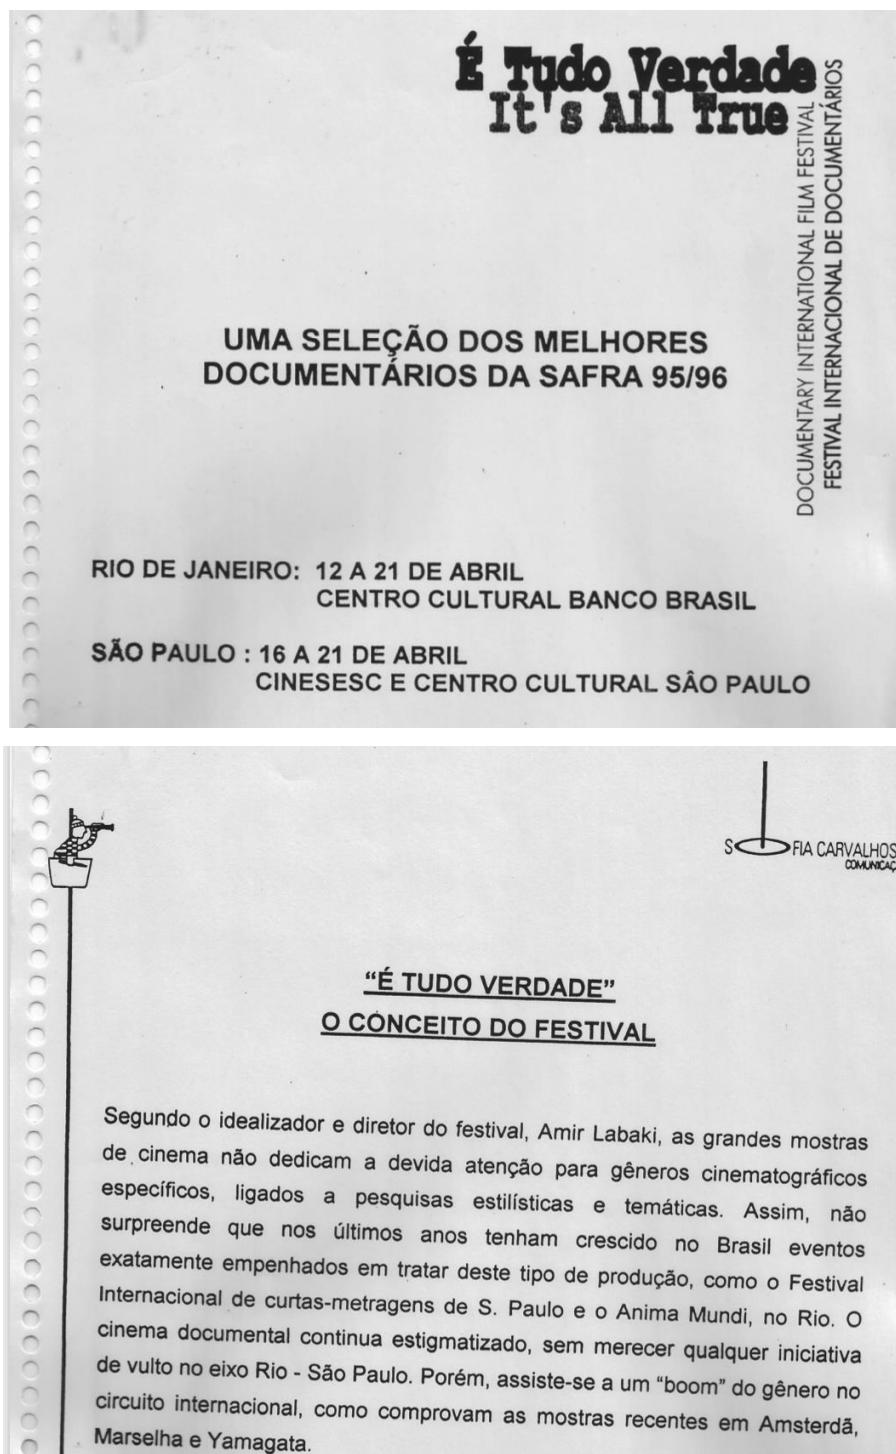 É Tudo Verdade
It's All True
DOCUMENTARY INTERNATIONAL FILM FESTIVAL
FESTIVAL INTERNACIONAL DE DOCUMENTÁRIOS
UMA SELEÇÃO DOS MELHORES
DOCUMENTÁRIOS DA SAFRA 95/96
RIO DE JANEIRO: 12 A 21 DE ABRIL
CENTRO CULTURAL BANCO BRASIL
SÃO PAULO : 16 A 21 DE ABRIL
CINESESC E CENTRO CULTURAL SÂO PAULO
S FIA CARVALHOS
COMUNICAÇ
“É TUDO VERDADE”
O CONCEITO DO FESTIVAL
Segundo o idealizador e diretor do festival, Amir Labaki, as grandes mostras
de cinema não dedicam a devida atenção para gêneros cinematográficos
específicos, ligados a pesquisas estilísticas e temáticas. Assim, não
surpreende que nos últimos anos tenham crescido no Brasil eventos
exatamente empenhados em tratar deste tipo de produção, como o Festival
Internacional de curtas-metragens de S. Paulo e o Anima Mundi, no Rio. O
cinema documental continua estigmatizado, sem merecer qualquer iniciativa
de vulto no eixo Rio - São Paulo. Porém, assiste-se a um “boom” do gênero no
circuito internacional, como comprovam as mostras recentes em Amsterdã,
Marselha e Yamagata.